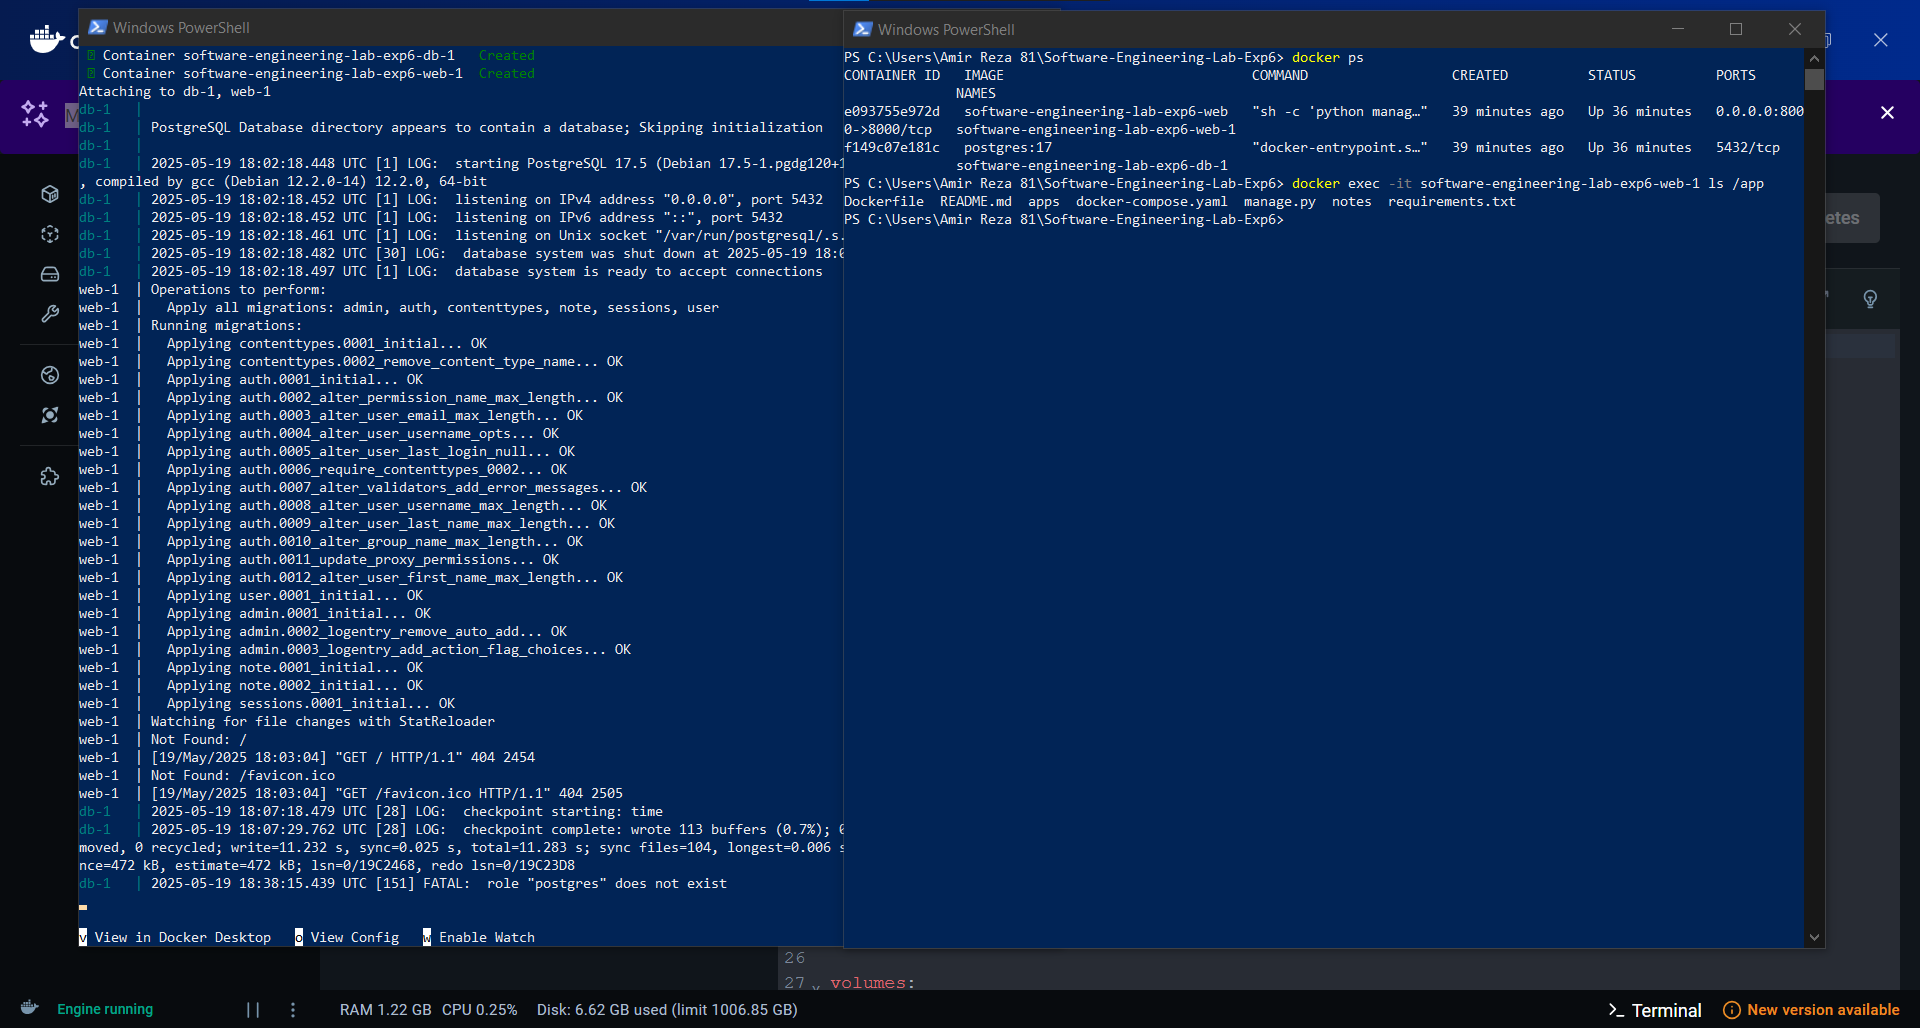 Windows PowerShell
Container software-engineering-lab-exp6-db-1   Created
Container software-engineering-lab-exp6-web-1  Created
Attaching to db-1, web-1
db-1   |
db-1   | PostgreSQL Database directory appears to contain a database; Skipping initialization
db-1   |
db-1   | 2025-05-19 18:02:18.448 UTC [1] LOG:  starting PostgreSQL 17.5 (Debian 17.5-1.pgdg120+1
, compiled by gcc (Debian 12.2.0-14) 12.2.0, 64-bit
db-1   | 2025-05-19 18:02:18.452 UTC [1] LOG:  listening on IPv4 address "0.0.0.0", port 5432
db-1   | 2025-05-19 18:02:18.452 UTC [1] LOG:  listening on IPv6 address "::", port 5432
db-1   | 2025-05-19 18:02:18.461 UTC [1] LOG:  listening on Unix socket "/var/run/postgresql/.s.
db-1   | 2025-05-19 18:02:18.482 UTC [30] LOG:  database system was shut down at 2025-05-19 18:0
db-1   | 2025-05-19 18:02:18.497 UTC [1] LOG:  database system is ready to accept connections
web-1  | Operations to perform:
web-1  |   Apply all migrations: admin, auth, contenttypes, note, sessions, user
web-1  | Running migrations:
web-1  |   Applying contenttypes.0001_initial... OK
web-1  |   Applying contenttypes.0002_remove_content_type_name... OK
web-1  |   Applying auth.0001_initial... OK
web-1  |   Applying auth.0002_alter_permission_name_max_length... OK
web-1  |   Applying auth.0003_alter_user_email_max_length... OK
web-1  |   Applying auth.0004_alter_user_username_opts... OK
web-1  |   Applying auth.0005_alter_user_last_login_null... OK
web-1  |   Applying auth.0006_require_contenttypes_0002... OK
web-1  |   Applying auth.0007_alter_validators_add_error_messages... OK
web-1  |   Applying auth.0008_alter_user_username_max_length... OK
web-1  |   Applying auth.0009_alter_user_last_name_max_length... OK
web-1  |   Applying auth.0010_alter_group_name_max_length... OK
web-1  |   Applying auth.0011_update_proxy_permissions... OK
web-1  |   Applying auth.0012_alter_user_first_name_max_length... OK
web-1  |   Applying user.0001_initial... OK
web-1  |   Applying admin.0001_initial... OK
web-1  |   Applying admin.0002_logentry_remove_auto_add... OK
web-1  |   Applying admin.0003_logentry_add_action_flag_choices... OK
web-1  |   Applying note.0001_initial... OK
web-1  |   Applying note.0002_initial... OK
web-1  |   Applying sessions.0001_initial... OK
web-1  | Watching for file changes with StatReloader
web-1  | Not Found: /
web-1  | [19/May/2025 18:03:04] "GET / HTTP/1.1" 404 2454
web-1  | Not Found: /favicon.ico
web-1  | [19/May/2025 18:03:04] "GET /favicon.ico HTTP/1.1" 404 2505
db-1   | 2025-05-19 18:07:18.479 UTC [28] LOG:  checkpoint starting: time
db-1   | 2025-05-19 18:07:29.762 UTC [28] LOG:  checkpoint complete: wrote 113 buffers (0.7%); 0
moved, 0 recycled; write=11.232 s, sync=0.025 s, total=11.283 s; sync files=104, longest=0.006 s
nce=472 kB, estimate=472 kB; lsn=0/19C2468, redo lsn=0/19C23D8
db-1   | 2025-05-19 18:38:15.439 UTC [151] FATAL:  role "postgres" does not exist
v View in Docker Desktop   o View Config   w Enable Watch
Windows PowerShell
PS C:\Users\Amir Reza 81\Software-Engineering-Lab-Exp6> docker ps
CONTAINER ID   IMAGE                               COMMAND                  CREATED          STATUS          PORTS
NAMES
e093755e972d   software-engineering-lab-exp6-web   "sh -c 'python manag…"   39 minutes ago   Up 36 minutes   0.0.0.0:800
0->8000/tcp   software-engineering-lab-exp6-web-1
f149c07e181c   postgres:17                         "docker-entrypoint.s…"   39 minutes ago   Up 36 minutes   5432/tcp
software-engineering-lab-exp6-db-1
PS C:\Users\Amir Reza 81\Software-Engineering-Lab-Exp6> docker exec -it software-engineering-lab-exp6-web-1 ls /app
Dockerfile  README.md  apps  docker-compose.yaml  manage.py  notes  requirements.txt
PS C:\Users\Amir Reza 81\Software-Engineering-Lab-Exp6>
etes
26
27 volumes:
Engine running
RAM 1.22 GB  CPU 0.25%  Disk: 6.62 GB used (limit 1006.85 GB)
Terminal
New version available